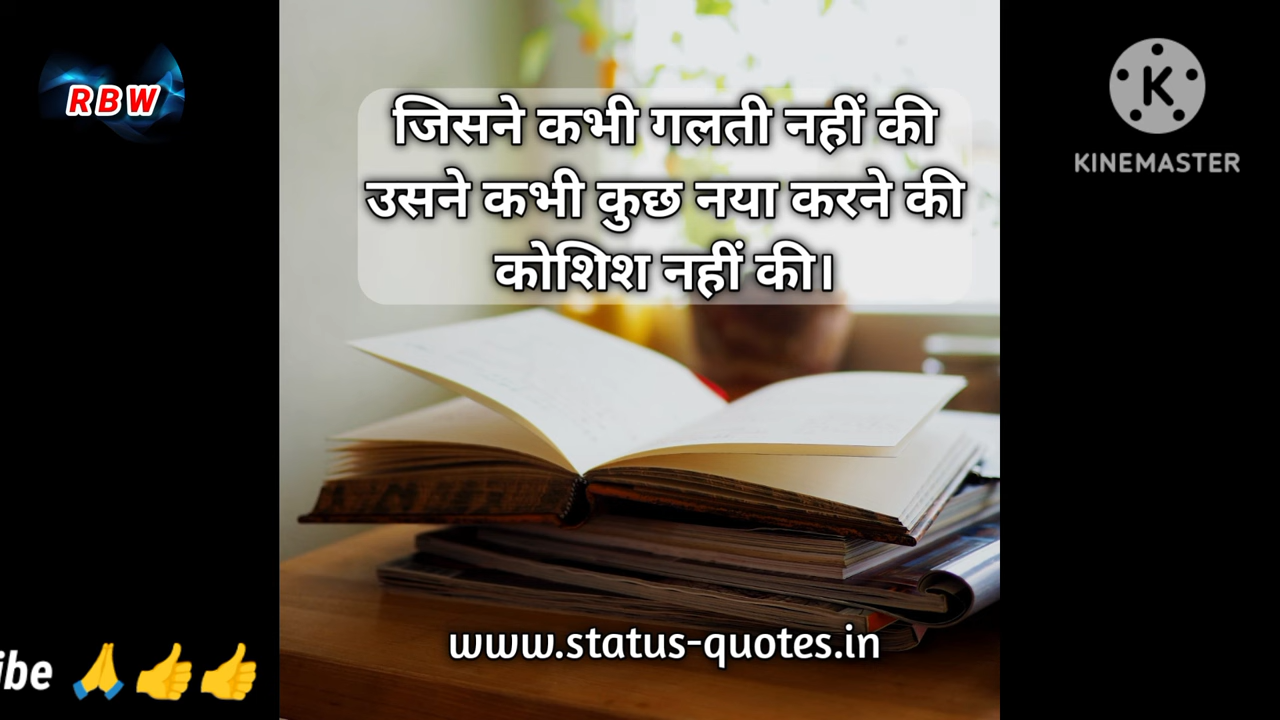 RBW
K
KINEMASTER
जिसने कभी गलती नहीं की
उसने कभी कुछ नया करने की
कोशिश नहीं की।
www.status-quotes.in
ibe 🙏👍👍